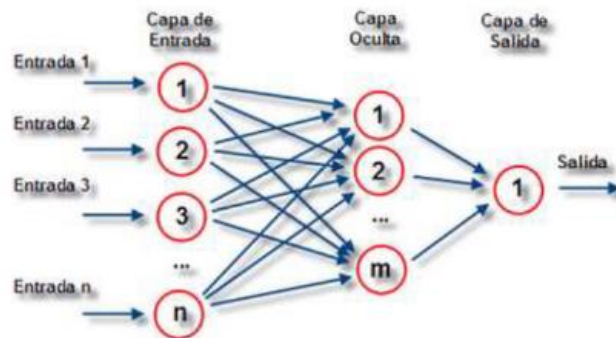 Capa de
Entrada
Capa
Oculta
Capa de
Salida
Entrada 1
1
Entrada 2
2
Entrada 3
3
...
Entrada n
n
1
2
...
m
1
Salida